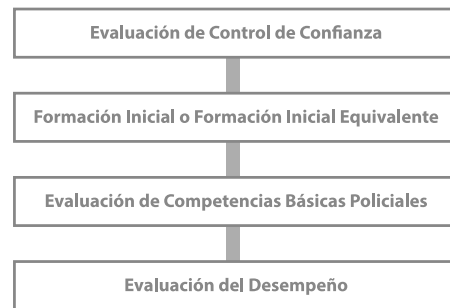 Evaluación de Control de Confianza
Formación Inicial o Formación Inicial Equivalente
Evaluación de Competencias Básicas Policiales
Evaluación del Desempeño